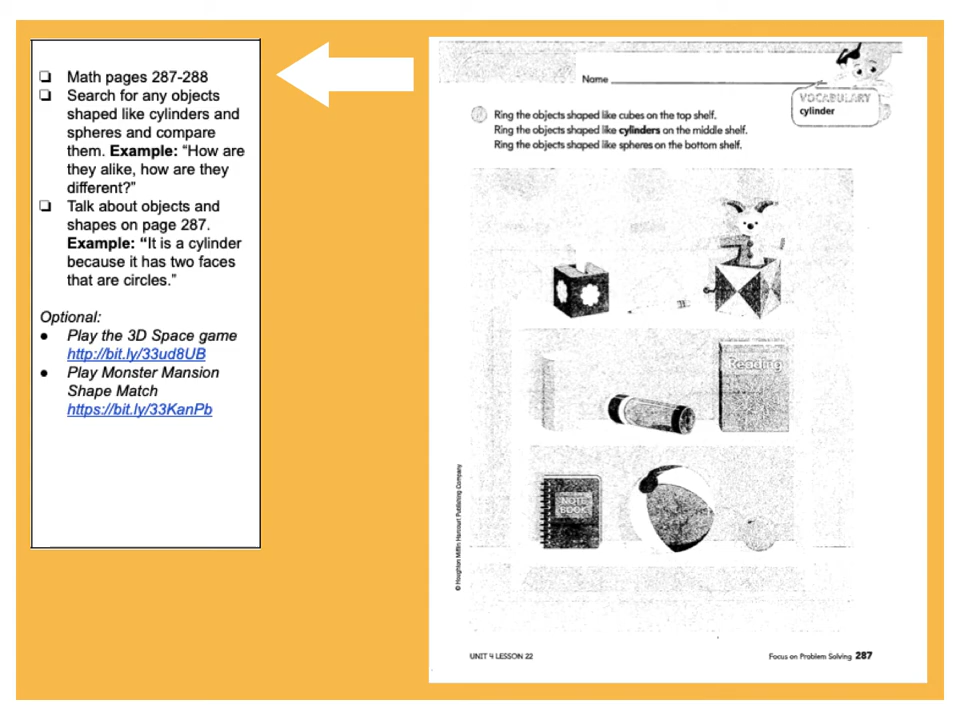 ❏ Math pages 287-288
❏ Search for any objects
shaped like cylinders and
spheres and compare
them. Example: “How are
they alike, how are they
different?”
❏ Talk about objects and
shapes on page 287.
Example: “It is a cylinder
because it has two faces
that are circles.”
Optional:
● Play the 3D Space game
http://bit.ly/33ud8UB
● Play Monster Mansion
Shape Match
https://bit.ly/33KanPb
Name
VOCABULARY
cylinder
Ring the objects shaped like cubes on the top shelf.
Ring the objects shaped like cylinders on the middle shelf.
Ring the objects shaped like spheres on the bottom shelf.
Reading
NOTE
BOOK
© Houghton Mifflin Harcourt Publishing Company
UNIT 4 LESSON 22
Focus on Problem Solving 287